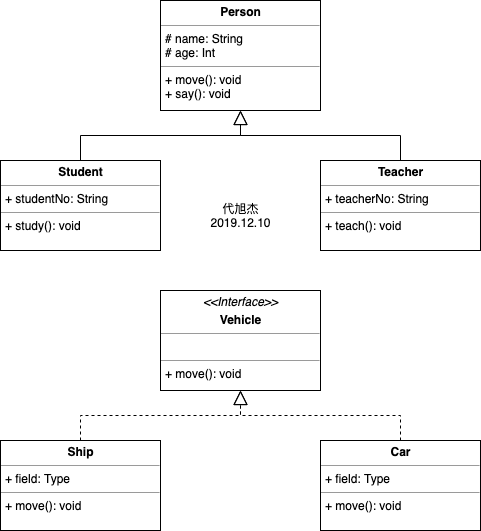 Person
# name: String
# age: Int
+ move(): void
+ say(): void
Student
+ studentNo: String
+ study(): void
代旭杰
2019.12.10
Teacher
+ teacherNo: String
+ teach(): void
<<Interface>>
Vehicle
+ move(): void
Ship
+ field: Type
+ move(): void
Car
+ field: Type
+ move(): void